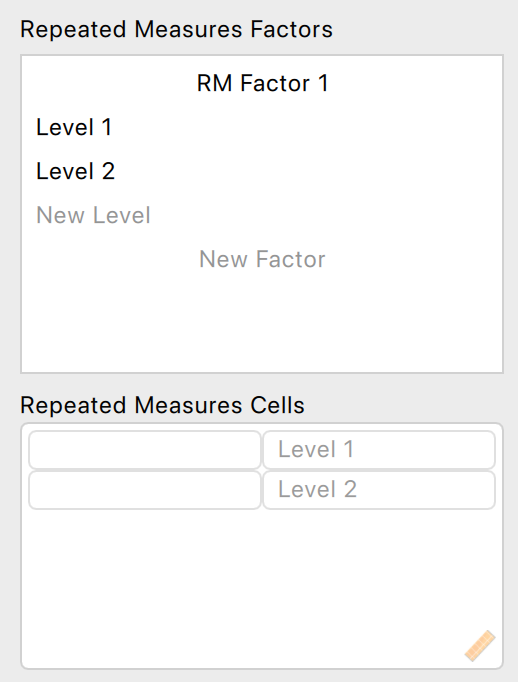 Repeated Measures Factors
RM Factor 1
Level 1
Level 2
New Level
New Factor
Repeated Measures Cells
Level 1
Level 2